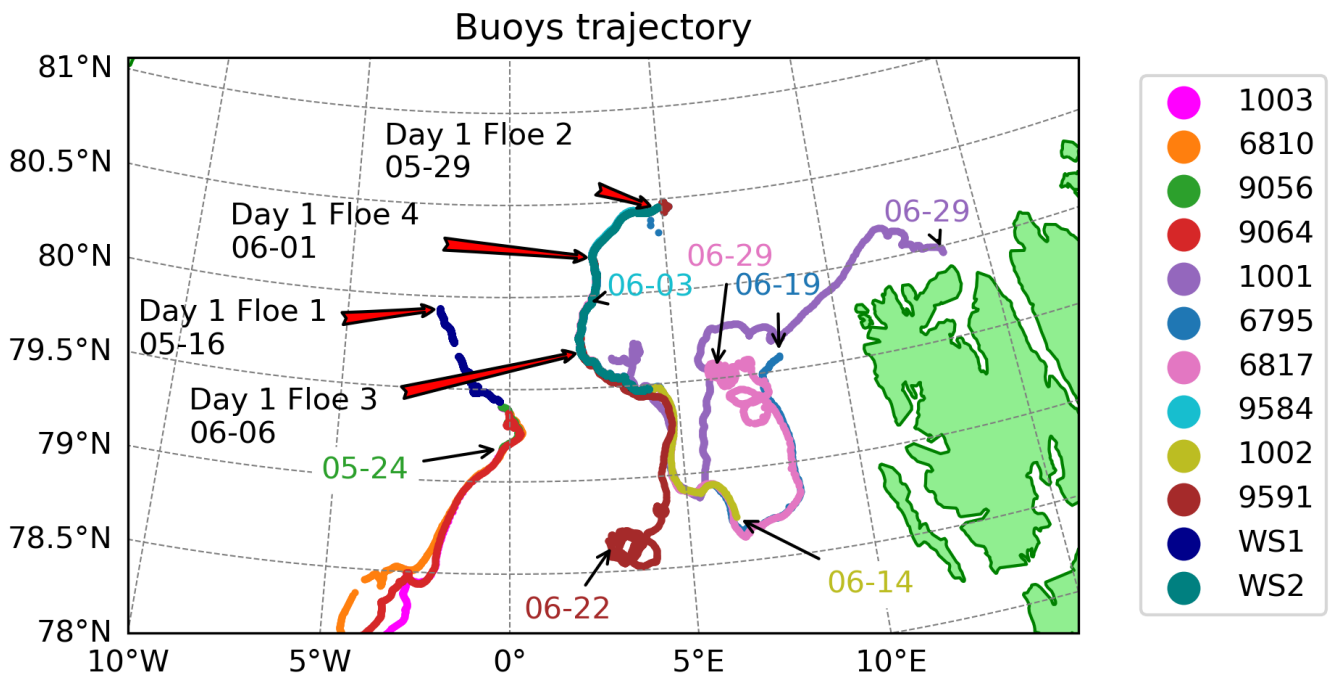 Buoys trajectory
81°N
80.5°N
80°N
79.5°N
79°N
78.5°N
78°N
10°W
5°W
0°
5°E
10°E
Day 1 Floe 2
05-29
Day 1 Floe 4
06-01
Day 1 Floe 1
05-16
Day 1 Floe 3
06-06
05-24
06-03
06-29
06-19
06-29
06-14
06-22
1003
6810
9056
9064
1001
6795
6817
9584
1002
9591
WS1
WS2